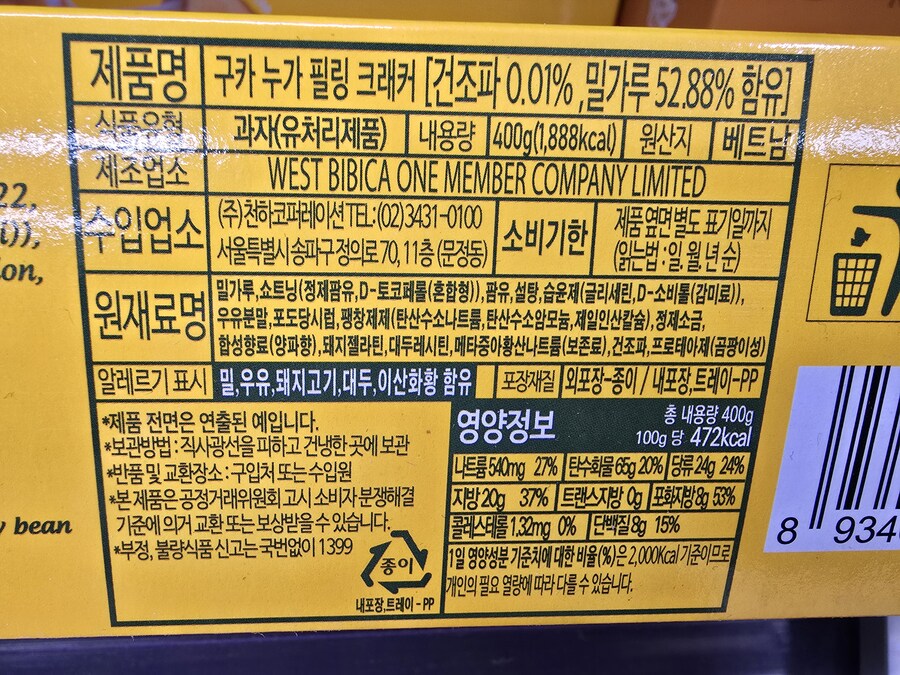 제품명 구카 누가 필링 크래커 [건조파 0.01%, 밀가루 52.88% 함유]
식품유형 과자(유처리제품) 내용량 400g(1,888kcal) 원산지 베트남
제조업소 WEST BIBICA ONE MEMBER COMPANY LIMITED
수입업소 (주)천하코퍼레이션 TEL:(02)3431-0100
서울특별시 송파구 정의로 70, 11층 (문정동)
소비기한 제품 옆면 별도 표기일까지
(읽는법 : 일. 월. 년 순)
원재료명 밀가루, 쇼트닝(정제팜유, D-토코페롤(혼합형)), 팜유, 설탕, 습윤제(글리세린, D-소비톨(감미료)),
우유분말, 포도당시럽, 팽창제제(탄산수소나트륨, 탄산수소암모늄, 제일인산칼슘), 정제소금,
합성향료(양파향), 돼지젤라틴, 대두레시틴, 메타중아황산나트륨(보존료), 건조파, 프로테아제(곰팡이성)
알레르기 표시 밀, 우유, 돼지고기, 대두, 이산화황 함유 포장재질 외포장-종이 / 내포장, 트레이-PP
*제품 전면은 연출된 예입니다.
*보관방법 : 직사광선을 피하고 건냉한 곳에 보관
*반품 및 교환장소 : 구입처 또는 수입원
*본 제품은 공정거래위원회 고시 소비자 분쟁해결
기준에 의거 교환 또는 보상받을 수 있습니다.
*부정, 불량식품 신고는 국번없이 1399
종이
내포장, 트레이 - PP
영양정보 총 내용량 400g
100g 당 472kcal
나트륨 540mg 27% 탄수화물 65g 20% 당류 24g 24%
지방 20g 37% 트랜스지방 0g 포화지방 8g 53%
콜레스테롤 1.32mg 0% 단백질 8g 15%
1일 영양성분 기준치에 대한 비율(%)은 2,000Kcal 기준이므로
개인의 필요 열량에 따라 다를 수 있습니다.
22,
on,
y bean
8 934